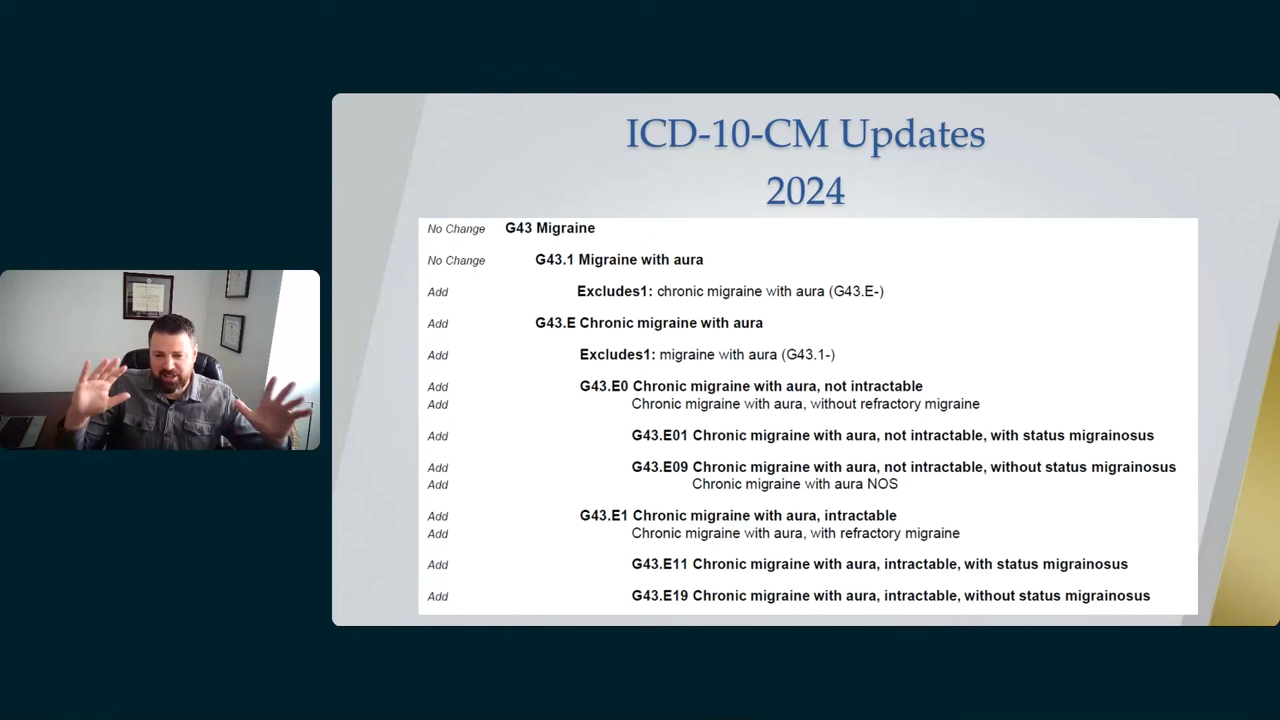 ICD-10-CM Updates
2024
No Change G43 Migraine
No Change G43.1 Migraine with aura
Add Excludes1: chronic migraine with aura (G43.E-)
Add G43.E Chronic migraine with aura
Add Excludes1: migraine with aura (G43.1-)
Add G43.E0 Chronic migraine with aura, not intractable
Add Chronic migraine with aura, without refractory migraine
Add G43.E01 Chronic migraine with aura, not intractable, with status migrainosus
Add G43.E09 Chronic migraine with aura, not intractable, without status migrainosus
Add Chronic migraine with aura NOS
Add G43.E1 Chronic migraine with aura, intractable
Add Chronic migraine with aura, with refractory migraine
Add G43.E11 Chronic migraine with aura, intractable, with status migrainosus
Add G43.E19 Chronic migraine with aura, intractable, without status migrainosus